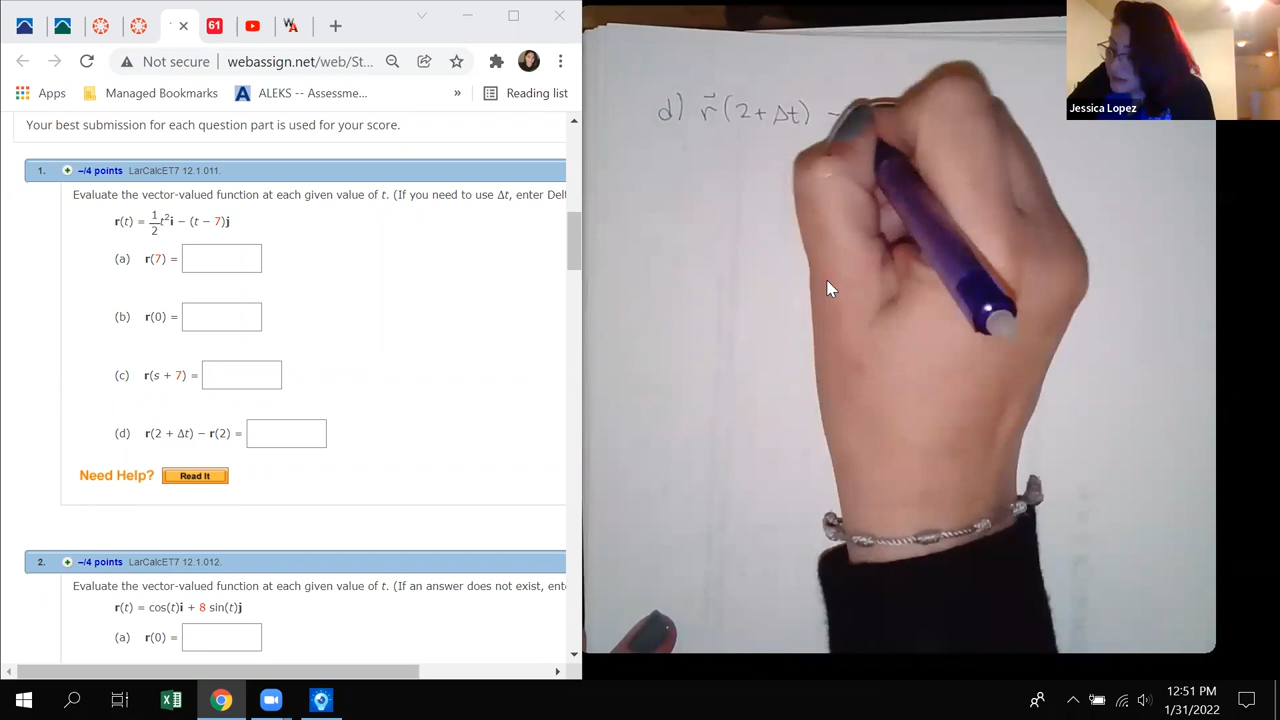 61
Not secure
webassign.net/web/St...
Apps
Managed Bookmarks
ALEKS -- Assessme...
»
Reading list
Your best submission for each question part is used for your score.
1.
–/4 points
LarCalcET7 12.1.011.
Evaluate the vector-valued function at each given value of t. (If you need to use Δt, enter Delt
r(t) = 1/2 t²i − (t − 7)j
(a) r(7) =
(b) r(0) =
(c) r(s + 7) =
(d) r(2 + Δt) − r(2) =
Need Help? Read It
2.
–/4 points
LarCalcET7 12.1.012.
Evaluate the vector-valued function at each given value of t. (If an answer does not exist, ente
r(t) = cos(t)i + 8 sin(t)j
(a) r(0) =
d) r⃗(2+Δt) −
Jessica Lopez
12:51 PM
1/31/2022